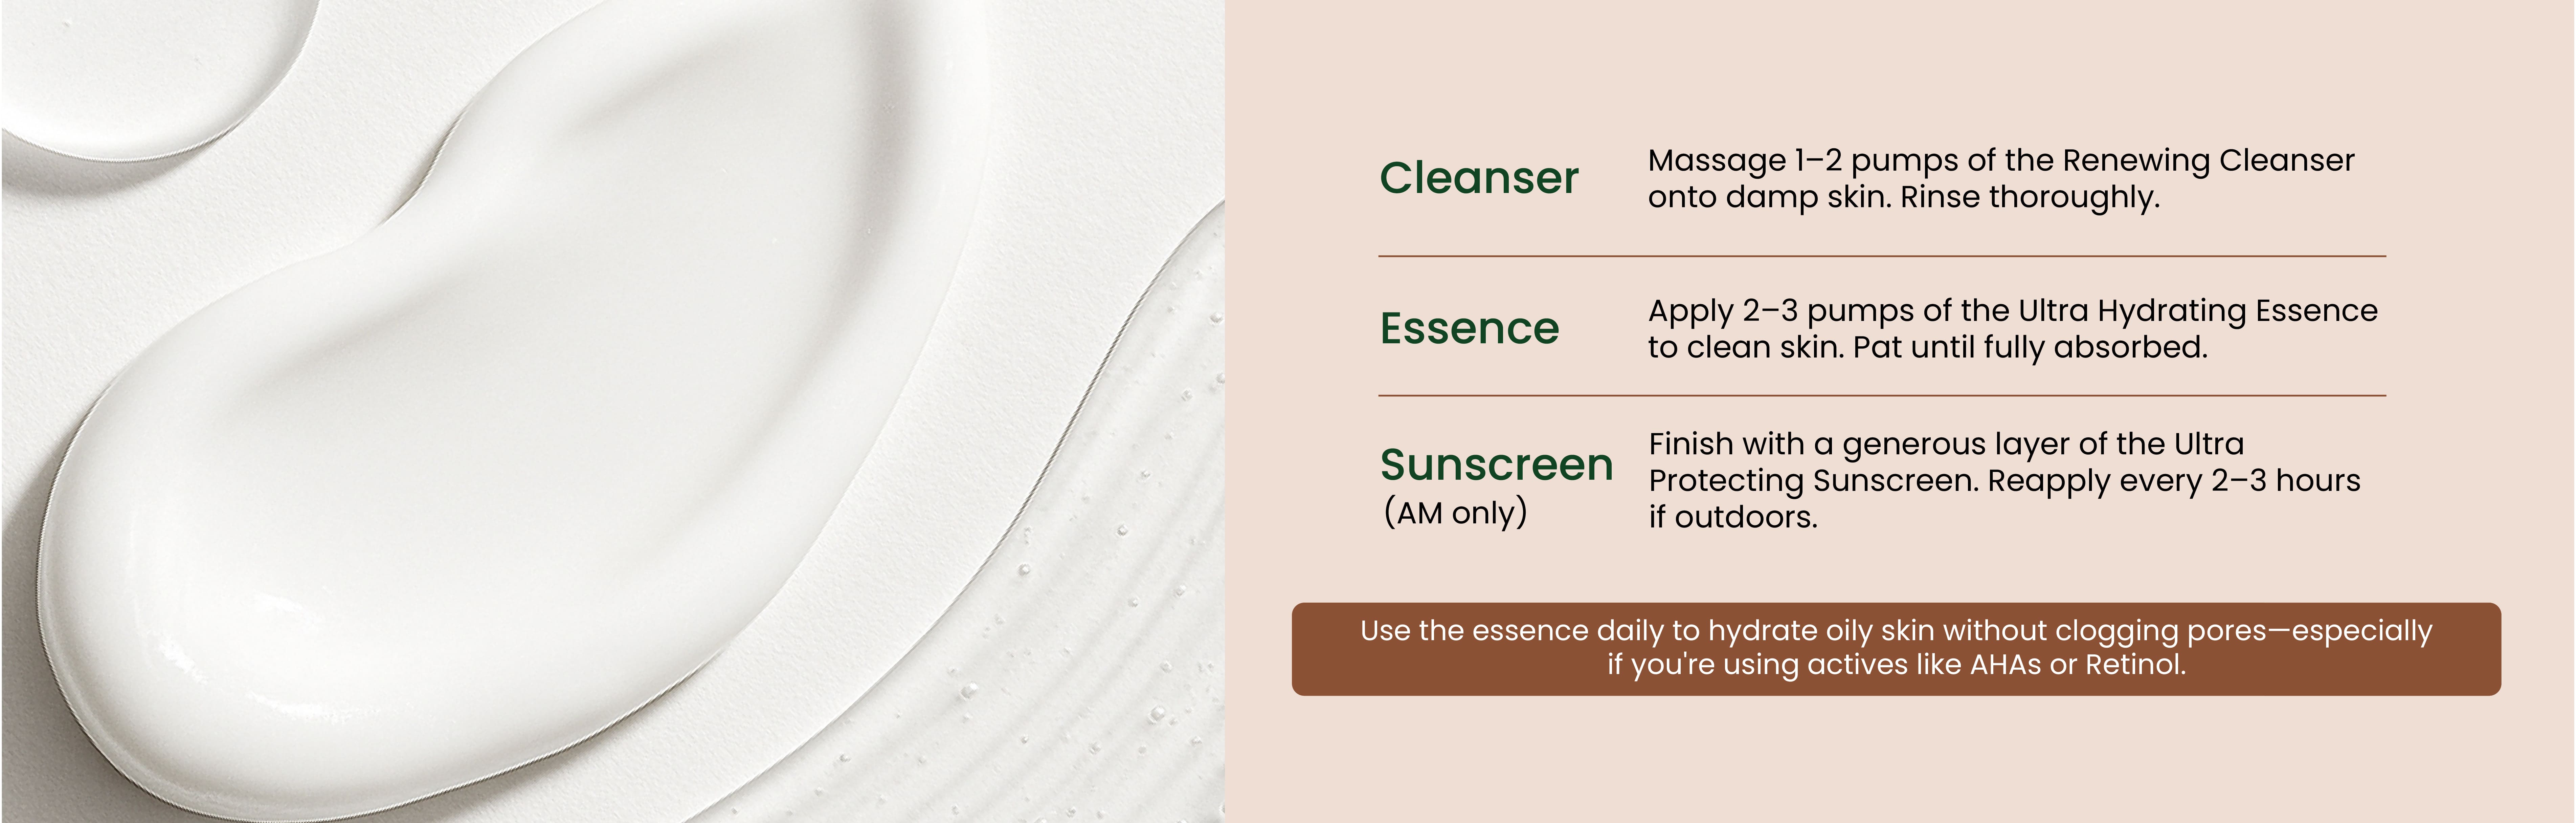 Cleanser
Massage 1–2 pumps of the Renewing Cleanser
onto damp skin. Rinse thoroughly.
Essence
Apply 2–3 pumps of the Ultra Hydrating Essence
to clean skin. Pat until fully absorbed.
Sunscreen
(AM only)
Finish with a generous layer of the Ultra
Protecting Sunscreen. Reapply every 2–3 hours
if outdoors.
Use the essence daily to hydrate oily skin without clogging pores—especially
if you're using actives like AHAs or Retinol.